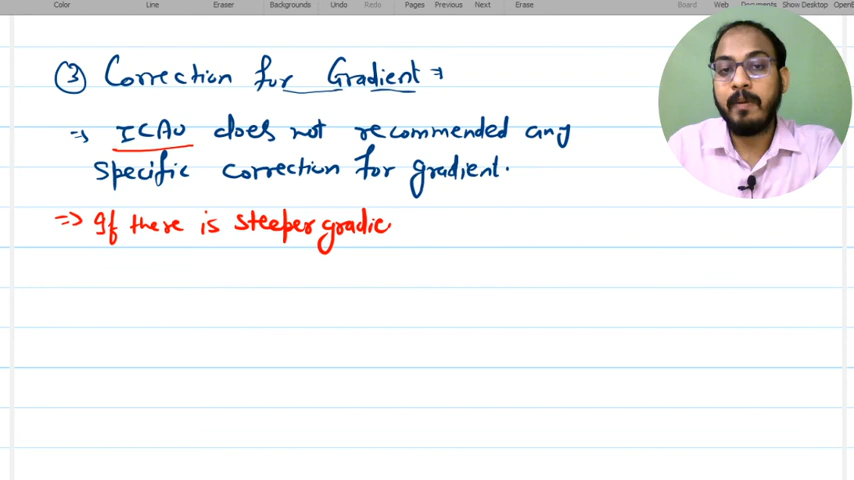 Color Line Eraser Backgrounds Undo Redo Pages Previous Next Erase Board Web Documents Show Desktop
③ Correction for Gradient →
⇒ ICAO does not recommended any
specific correction for gradient.
⇒ If there is steeper gradie